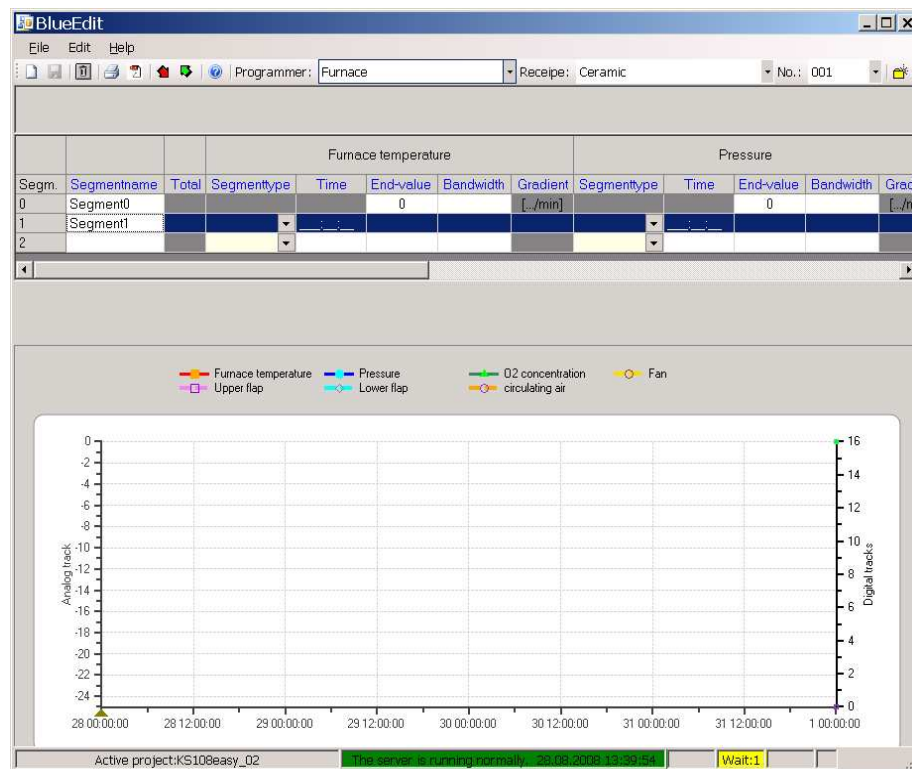 BlueEdit
File Edit Help
Programmer: Furnace Receipe: Ceramic No.: 001
Furnace temperature Pressure
Segm. Segmentname Total Segmenttype Time End-value Bandwidth Gradient Segmenttype Time End-value Bandwidth
0 Segment0 0 [.../min] 0
1 Segment1 __:__:__ __:__:__
2
Furnace temperature Pressure O2 concentration Fan
Upper flap Lower flap circulating air
0 16
-2
-4 14
-6 12
-8
-10 10
-12 8
-14
-16 6
-18 4
-20
-22 2
-24 0
Analog track
Digital tracks
28 00:00:00 28 12:00:00 29 00:00:00 29 12:00:00 30 00:00:00 30 12:00:00 31 00:00:00 31 12:00:00 1 00:00:00
Active project:KS108easy_02 The server is running normally. 28.08.2008 13:39:54 Wait:1